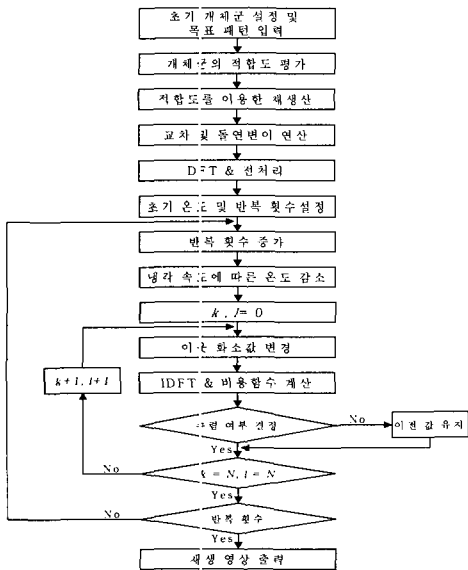 초기 개체군 설정 및
목표 패턴 입력
개체군의 적합도 평가
적합도를 이용한 재생산
교차 및 돌연변이 연산
DFT & 전처리
초기 온도 및 반복 횟수설정
반복 횟수 증가
냉각 속도에 따른 온도 감소
k , l = 0
이웃 화소값 변경
k+1, l+1
IDFT & 비용함수 계산
여부 결정
No
이전 값 유지
Yes
No
k = N, l = N
Yes
No
반복 횟수
Yes
재생 영상 출력